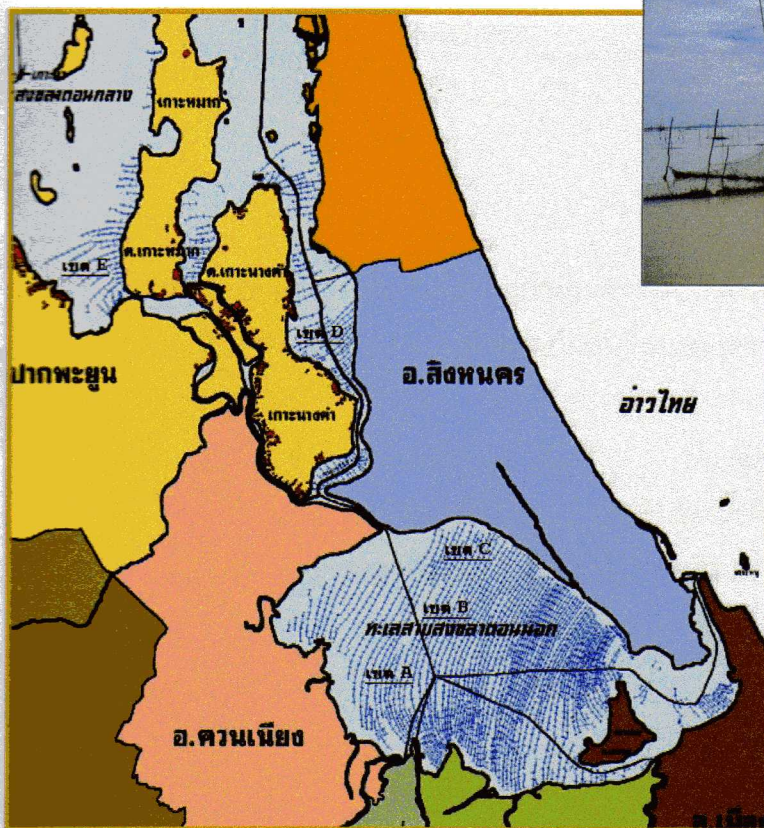 สงขลาตอนกลาง
เกาะหมาก
เขต E
ต.เกาะหมาก
ต.เกาะนางคำ
เขต D
ปากพะยูน
อ.สิงหนคร
อ่าวไทย
เกาะนางคำ
เขต C
เขต B
ทะเลสาบสงขลาตอนนอก
เขต A
อ.ควนเนียง